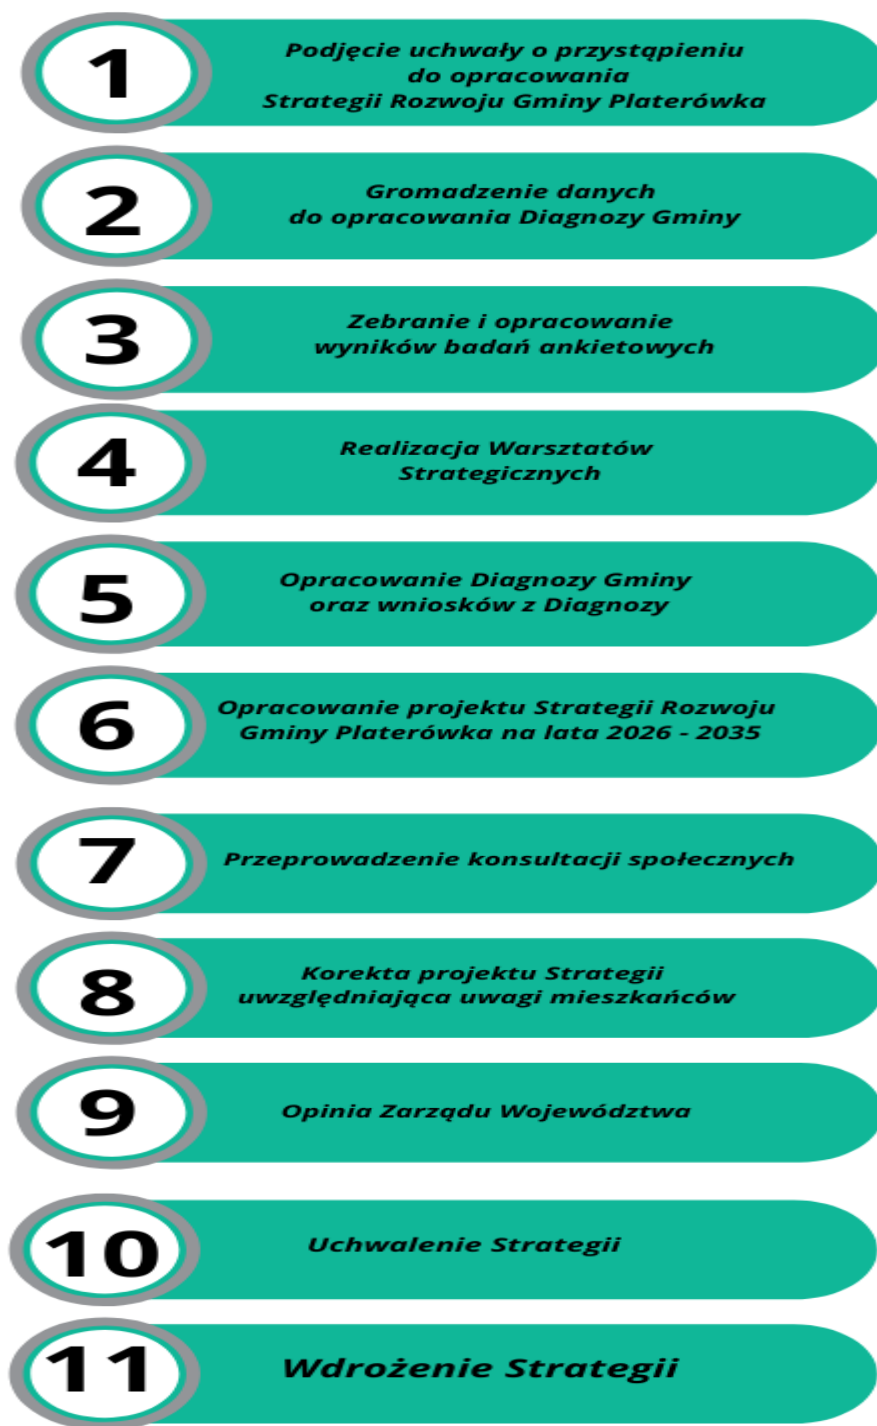 1
Podjęcie uchwały o przystąpieniu
do opracowania
Strategii Rozwoju Gminy Platerówka
2
Gromadzenie danych
do opracowania Diagnozy Gminy
3
Zebranie i opracowanie
wyników badań ankietowych
4
Realizacja Warsztatów
Strategicznych
5
Opracowanie Diagnozy Gminy
oraz wniosków z Diagnozy
6
Opracowanie projektu Strategii Rozwoju
Gminy Platerówka na lata 2026 - 2035
7
Przeprowadzenie konsultacji społecznych
8
Korekta projektu Strategii
uwzględniająca uwagi mieszkańców
9
Opinia Zarządu Województwa
10
Uchwalenie Strategii
11
Wdrożenie Strategii